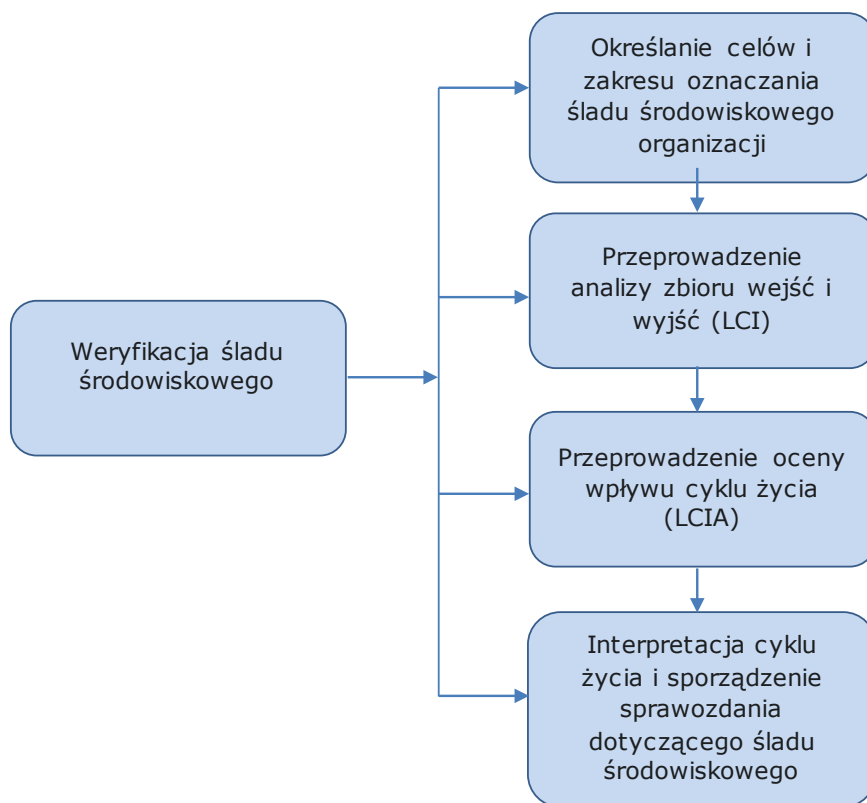 Określanie celów i
zakresu oznaczania
śladu środowiskowego
organizacji
Przeprowadzenie
analizy zbioru wejść i
wyjść (LCI)
Weryfikacja śladu
środowiskowego
Przeprowadzenie oceny
wpływu cyklu życia
(LCIA)
Interpretacja cyklu
życia i sporządzenie
sprawozdania
dotyczącego śladu
środowiskowego